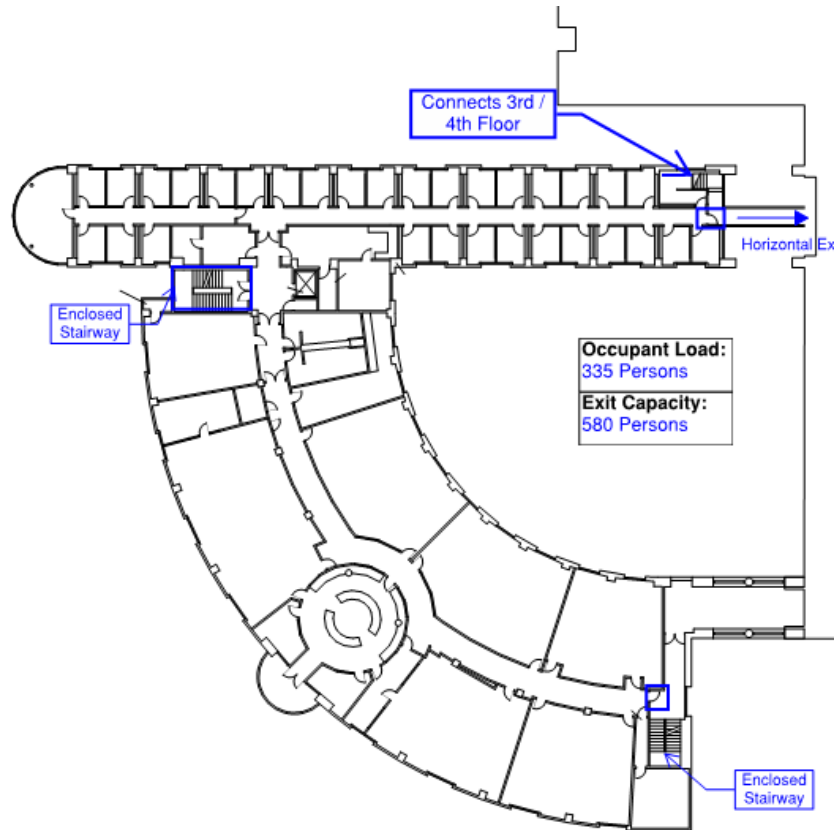 Connects 3rd /
4th Floor
Horizontal Ex
Enclosed
Stairway
Occupant Load:
335 Persons
Exit Capacity:
580 Persons
Enclosed
Stairway